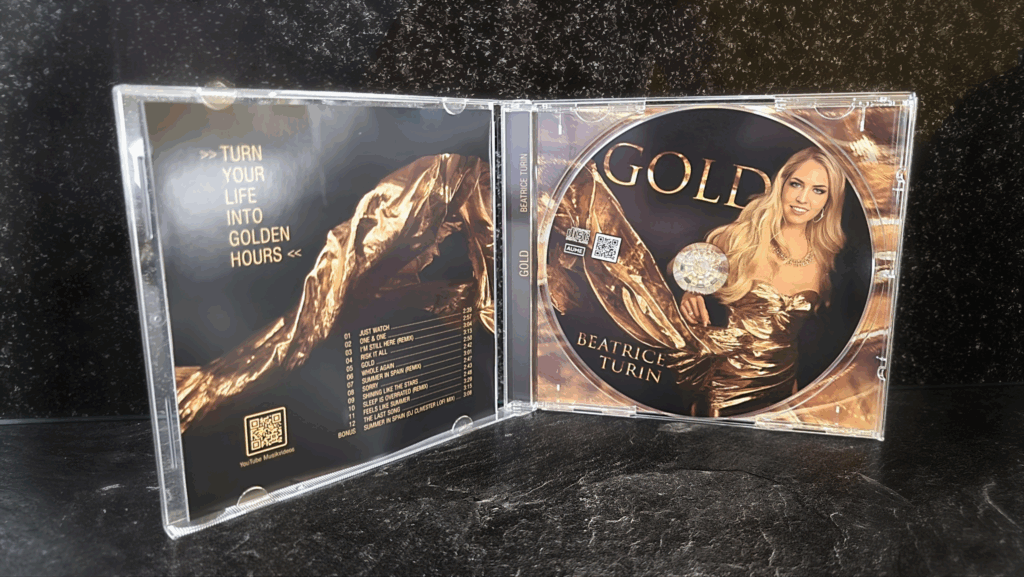 >> TURN
YOUR
LIFE
INTO
GOLDEN
HOURS <<
01 JUST WATCH 2:39
02 ONE & ONE 2:57
03 I'M STILL HERE (REMIX) 3:04
04 RISK IT ALL 3:13
05 GOLD 2:50
06 WHOLE AGAIN 2:42
07 SUMMER IN SPAIN (REMIX) 3:01
08 SORRY 2:47
09 SHINING LIKE THE STARS 2:43
10 SLEEP IS OVERRATED (REMIX) 2:48
11 FEELS LIKE SUMMER 3:28
12 THE LAST SONG 3:15
BONUS SUMMER IN SPAIN (DJ CLINCSTER LOFI MIX) 3:09
YouTube Musikvideos
GOLD BEATRICE TURIN
GOLD
disc
BEATRICE
TURIN